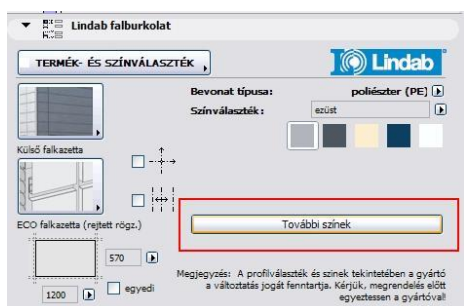 Lindab falburkolat
TERMÉK- ÉS SZÍNVÁLASZTÉK
Lindab
Bevonat típusa:
poliészter (PE)
Színválaszték:
ezüst
Külső falkazetta
További színek
ECO falkazetta (rejtett rögz.)
570
1200
egyedi
Megjegyzés: A profilválaszték és szinek tekintetében a gyártó
a változtatás jogát fenntartja. Kérjük, megrendelés előtt
egyeztessen a gyártóval!